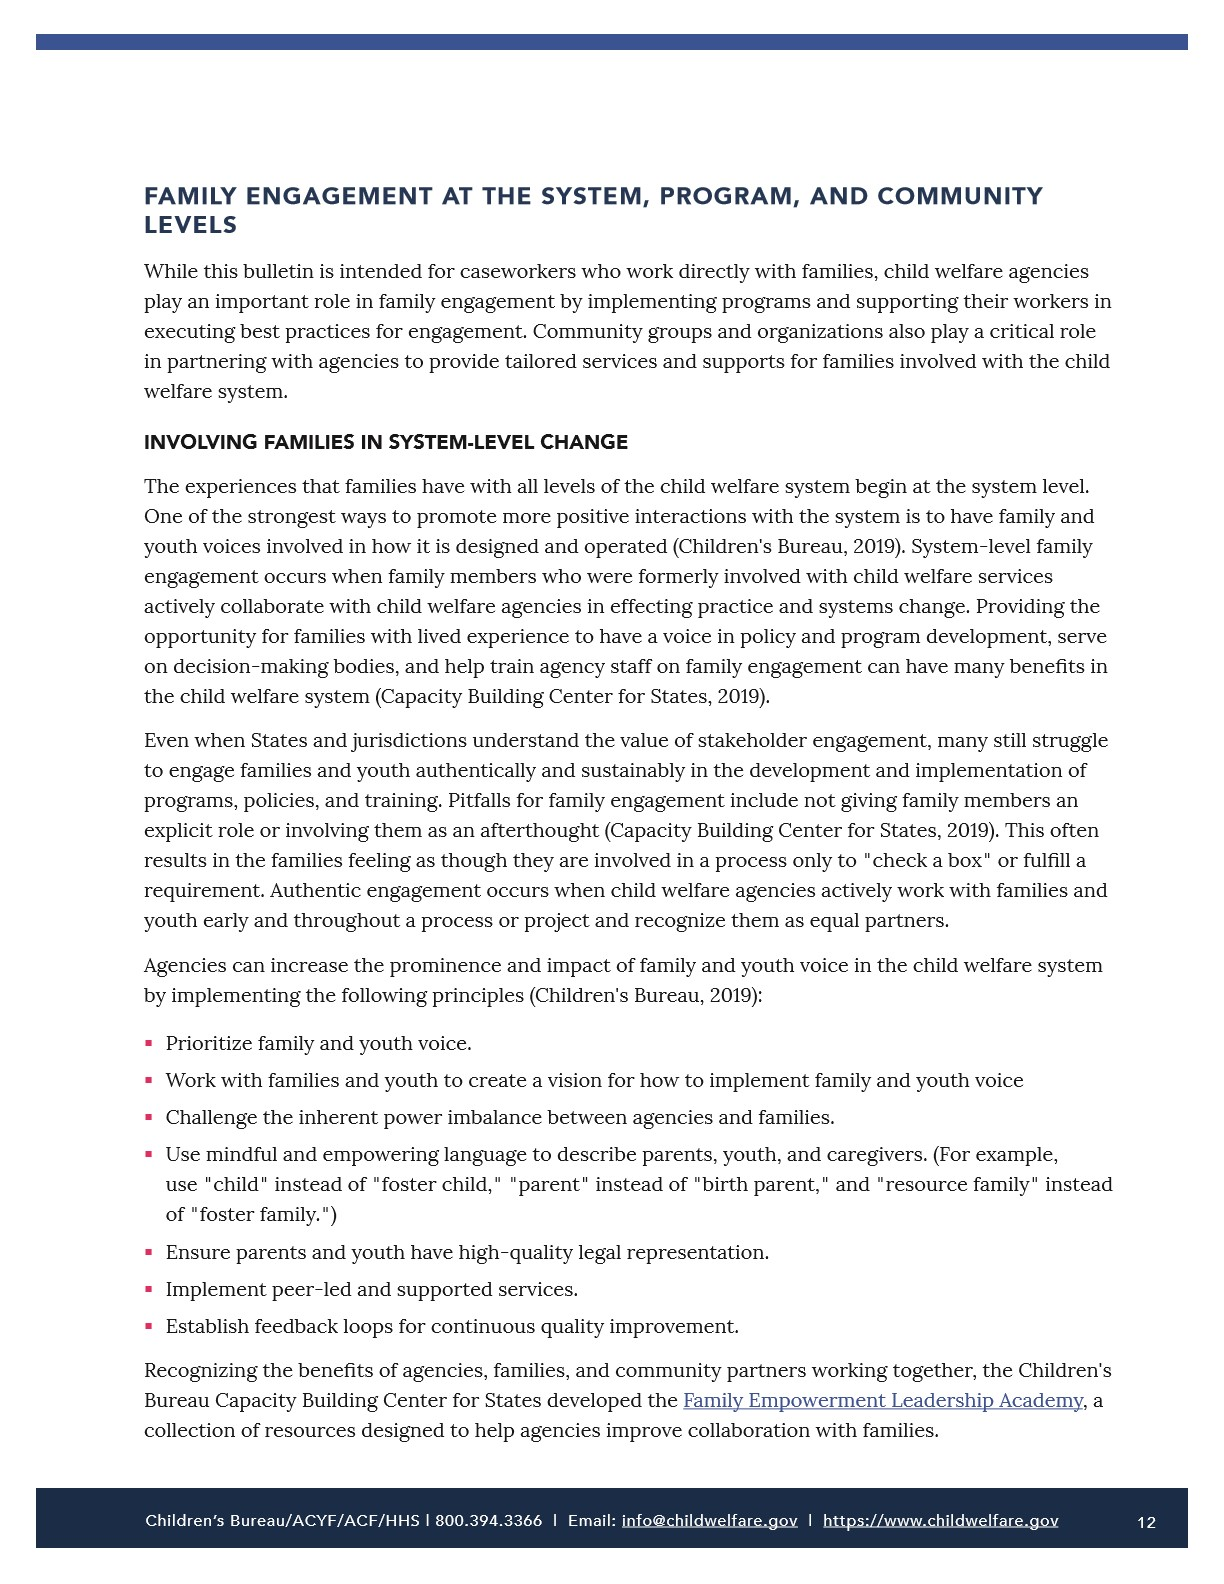 FAMILY ENGAGEMENT AT THE SYSTEM, PROGRAM, AND COMMUNITY
LEVELS
While this bulletin is intended for caseworkers who work directly with families, child welfare agencies
play an important role in family engagement by implementing programs and supporting their workers in
executing best practices for engagement. Community groups and organizations also play a critical role
in partnering with agencies to provide tailored services and supports for families involved with the child
welfare system.
INVOLVING FAMILIES IN SYSTEM-LEVEL CHANGE
The experiences that families have with all levels of the child welfare system begin at the system level.
One of the strongest ways to promote more positive interactions with the system is to have family and
youth voices involved in how it is designed and operated (Children's Bureau, 2019). System-level family
engagement occurs when family members who were formerly involved with child welfare services
actively collaborate with child welfare agencies in effecting practice and systems change. Providing the
opportunity for families with lived experience to have a voice in policy and program development, serve
on decision-making bodies, and help train agency staff on family engagement can have many benefits in
the child welfare system (Capacity Building Center for States, 2019).
Even when States and jurisdictions understand the value of stakeholder engagement, many still struggle
to engage families and youth authentically and sustainably in the development and implementation of
programs, policies, and training. Pitfalls for family engagement include not giving family members an
explicit role or involving them as an afterthought (Capacity Building Center for States, 2019). This often
results in the families feeling as though they are involved in a process only to "check a box" or fulfill a
requirement. Authentic engagement occurs when child welfare agencies actively work with families and
youth early and throughout a process or project and recognize them as equal partners.
Agencies can increase the prominence and impact of family and youth voice in the child welfare system
by implementing the following principles (Children's Bureau, 2019):
▪ Prioritize family and youth voice.
▪ Work with families and youth to create a vision for how to implement family and youth voice
▪ Challenge the inherent power imbalance between agencies and families.
▪ Use mindful and empowering language to describe parents, youth, and caregivers. (For example,
use "child" instead of "foster child," "parent" instead of "birth parent," and "resource family" instead
of "foster family.")
▪ Ensure parents and youth have high-quality legal representation.
▪ Implement peer-led and supported services.
▪ Establish feedback loops for continuous quality improvement.
Recognizing the benefits of agencies, families, and community partners working together, the Children's
Bureau Capacity Building Center for States developed the Family Empowerment Leadership Academy, a
collection of resources designed to help agencies improve collaboration with families.
Children’s Bureau/ACYF/ACF/HHS | 800.394.3366 | Email: info@childwelfare.gov | https://www.childwelfare.gov 12